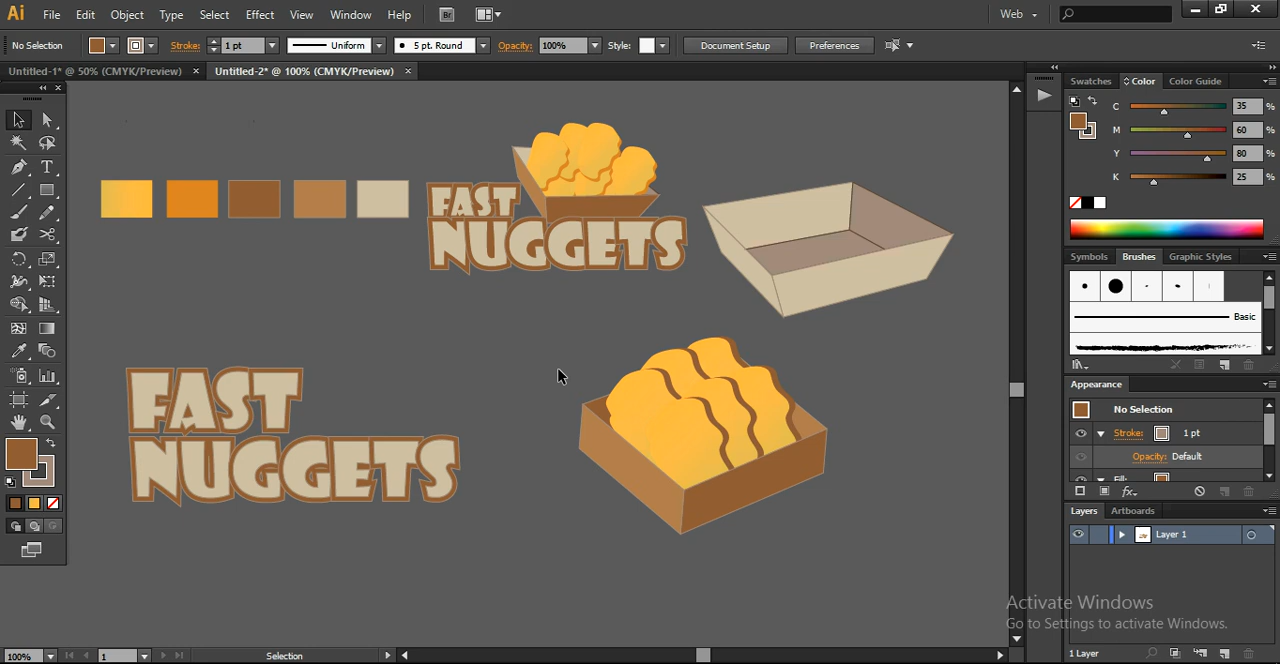 Ai File Edit Object Type Select Effect View Window Help Br Web
No Selection Stroke: 1 pt Uniform 5 pt. Round Opacity: 100% Style: Document Setup Preferences
Untitled-1* @ 50% (CMYK/Preview) × Untitled-2* @ 100% (CMYK/Preview) ×
Swatches Color Color Guide
C 35 %
M 60 %
Y 80 %
K 25 %
FAST
NUGGETS
FAST
NUGGETS
Symbols Brushes Graphic Styles
Basic
Appearance
No Selection
Stroke: 1 pt
Opacity: Default
Fill:
Layers Artboards
Layer 1
Activate Windows
Go to Settings to activate Windows.
1 Layer
100% 1 Selection